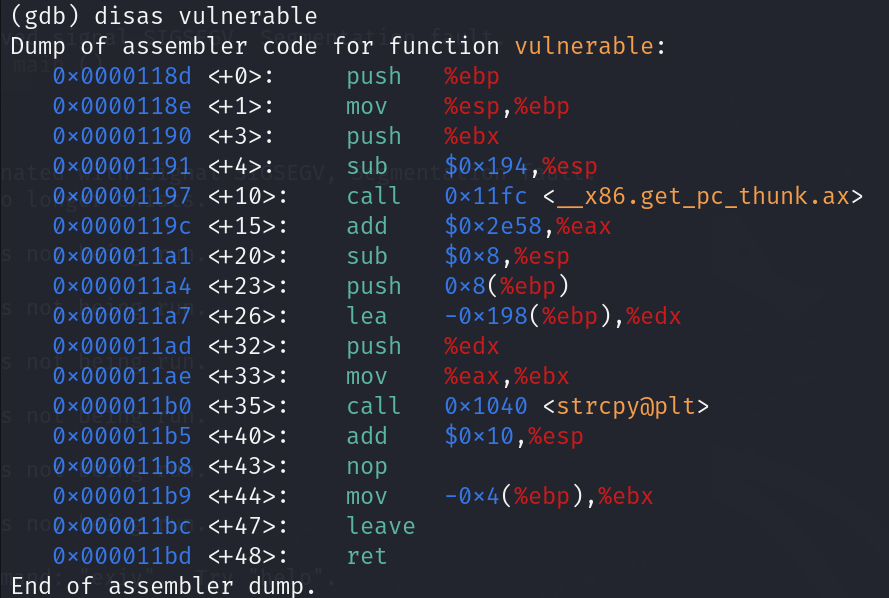 (gdb) disas vulnerable
Dump of assembler code for function vulnerable:
0x0000118d <+0>: push %ebp
0x0000118e <+1>: mov %esp,%ebp
0x00001190 <+3>: push %ebx
0x00001191 <+4>: sub $0x194,%esp
0x00001197 <+10>: call 0x11fc <__x86.get_pc_thunk.ax>
0x0000119c <+15>: add $0x2e58,%eax
0x000011a1 <+20>: sub $0x8,%esp
0x000011a4 <+23>: push 0x8(%ebp)
0x000011a7 <+26>: lea -0x198(%ebp),%edx
0x000011ad <+32>: push %edx
0x000011ae <+33>: mov %eax,%ebx
0x000011b0 <+35>: call 0x1040 <strcpy@plt>
0x000011b5 <+40>: add $0x10,%esp
0x000011b8 <+43>: nop
0x000011b9 <+44>: mov -0x4(%ebp),%ebx
0x000011bc <+47>: leave
0x000011bd <+48>: ret
End of assembler dump.